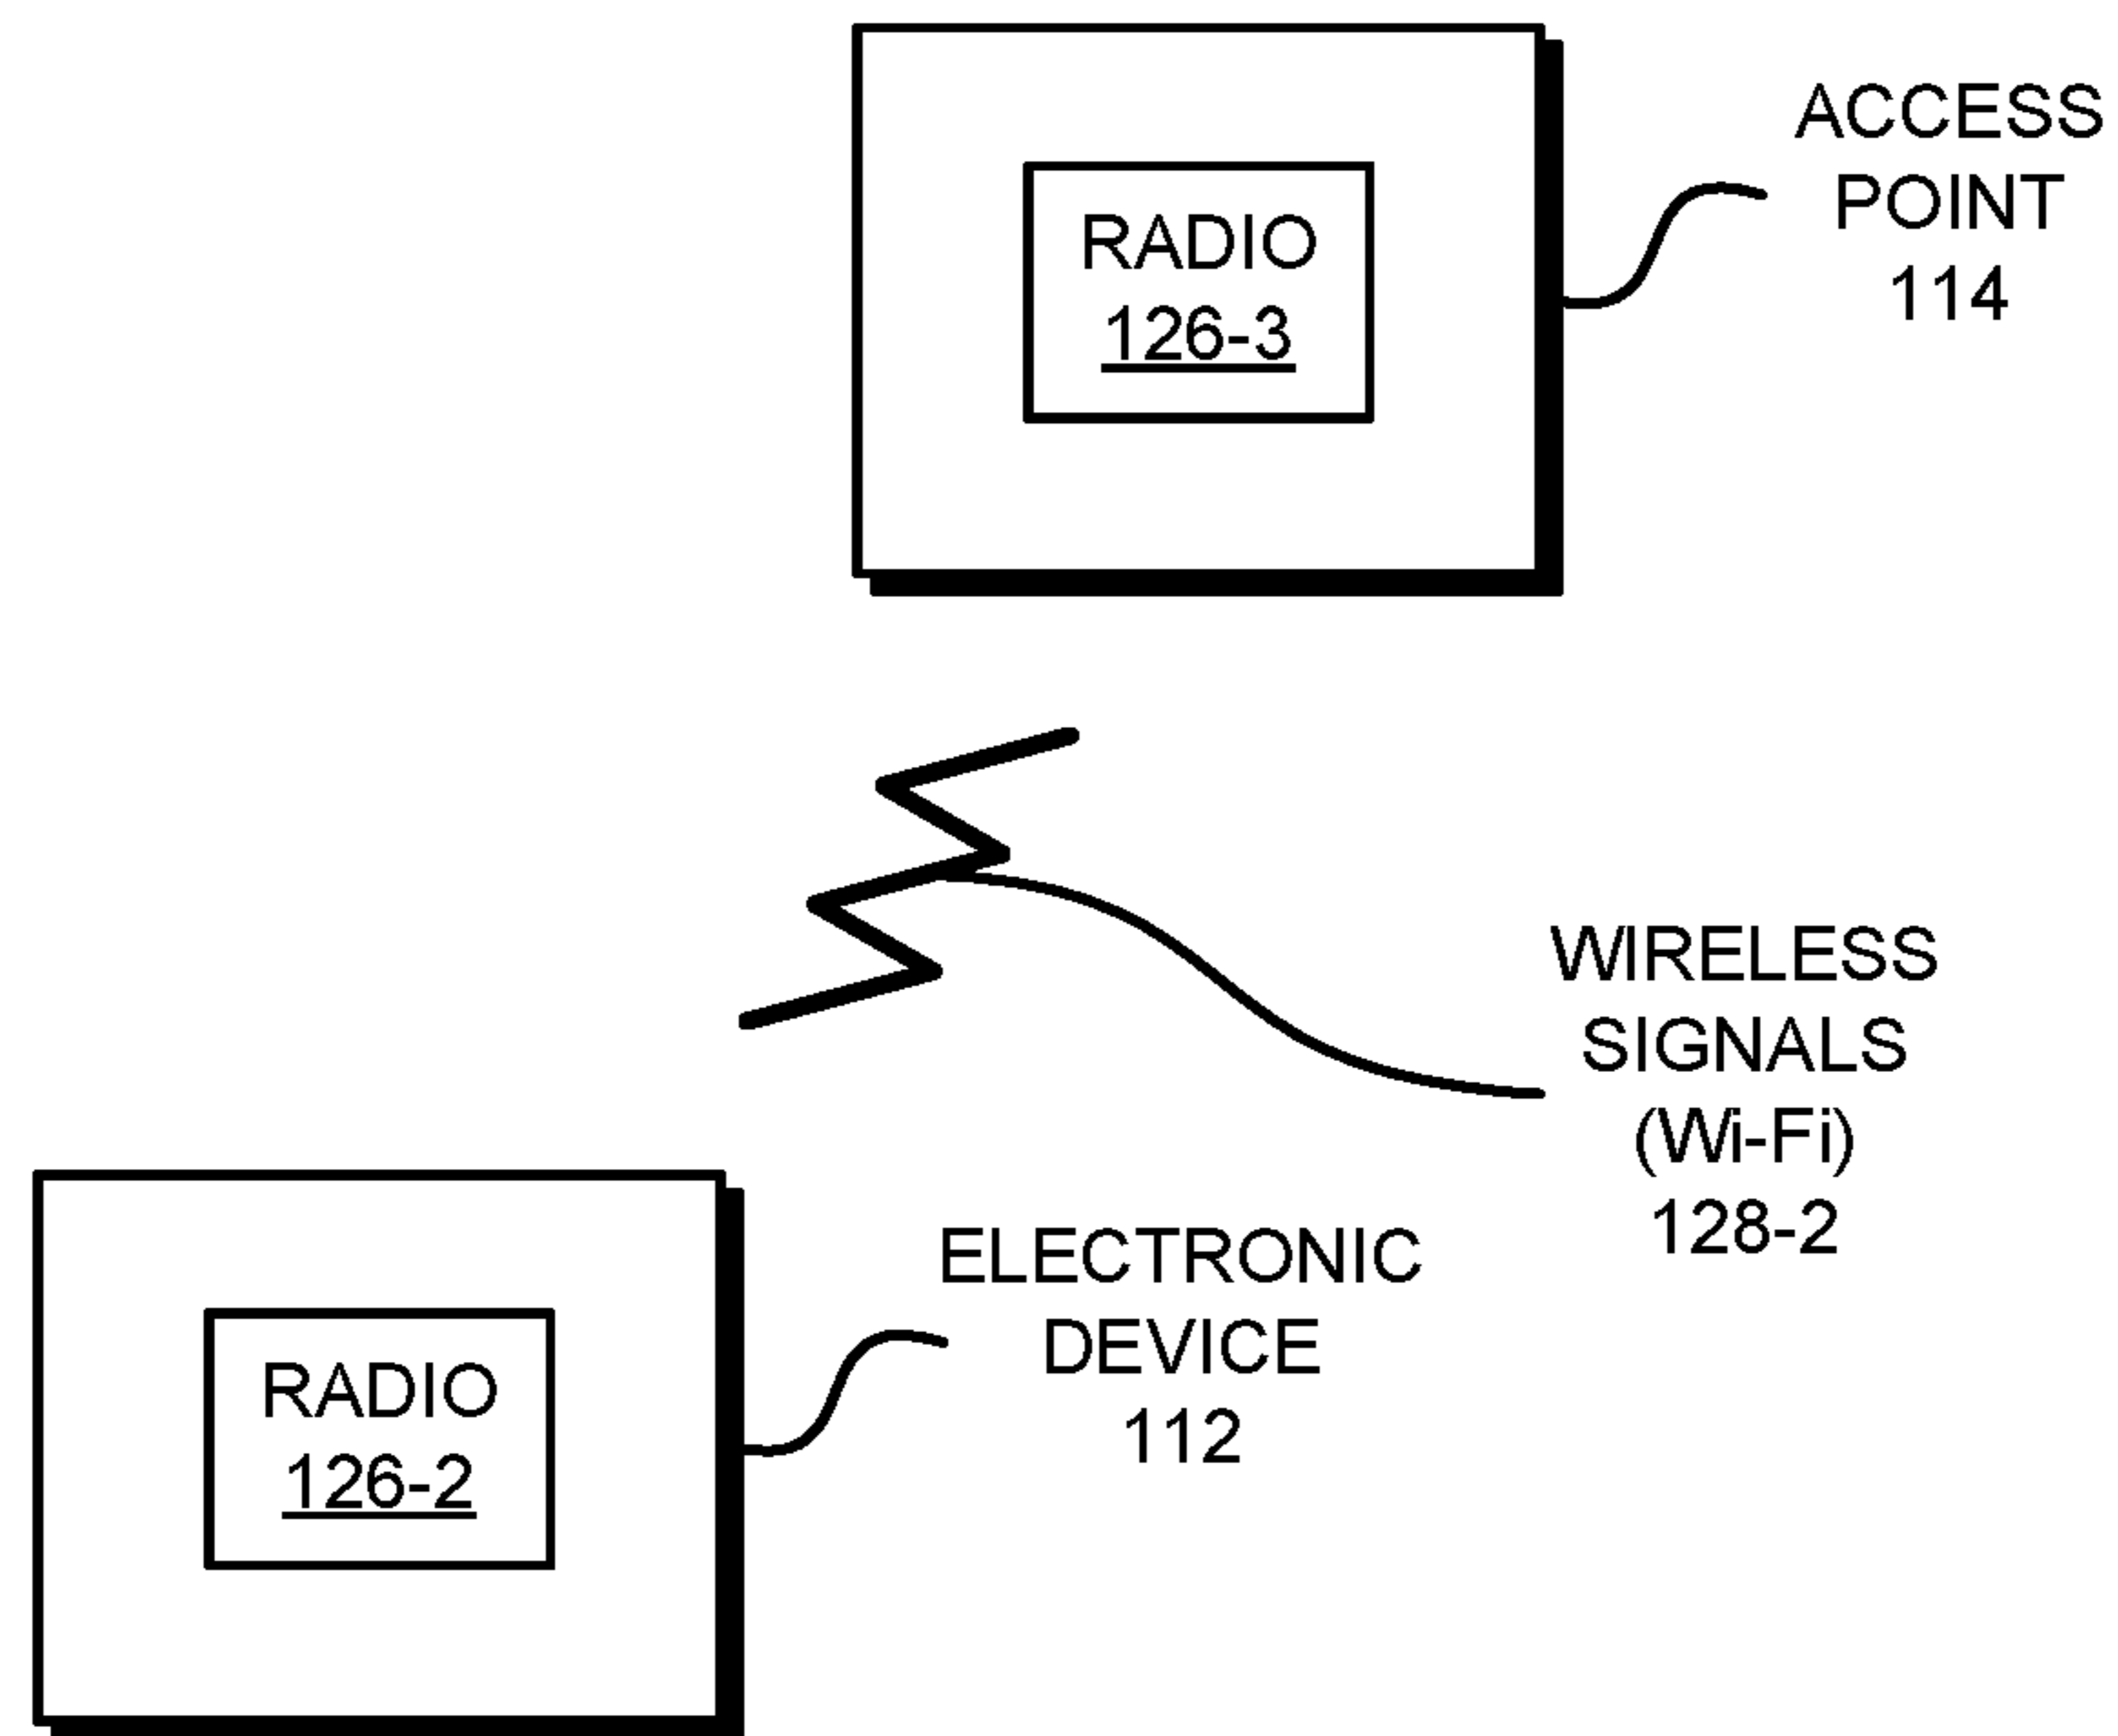 ACCESS
POINT
114
RADIO
126-3
WIRELESS
SIGNALS
(Wi-Fi)
128-2
ELECTRONIC
DEVICE
112
RADIO
126-2